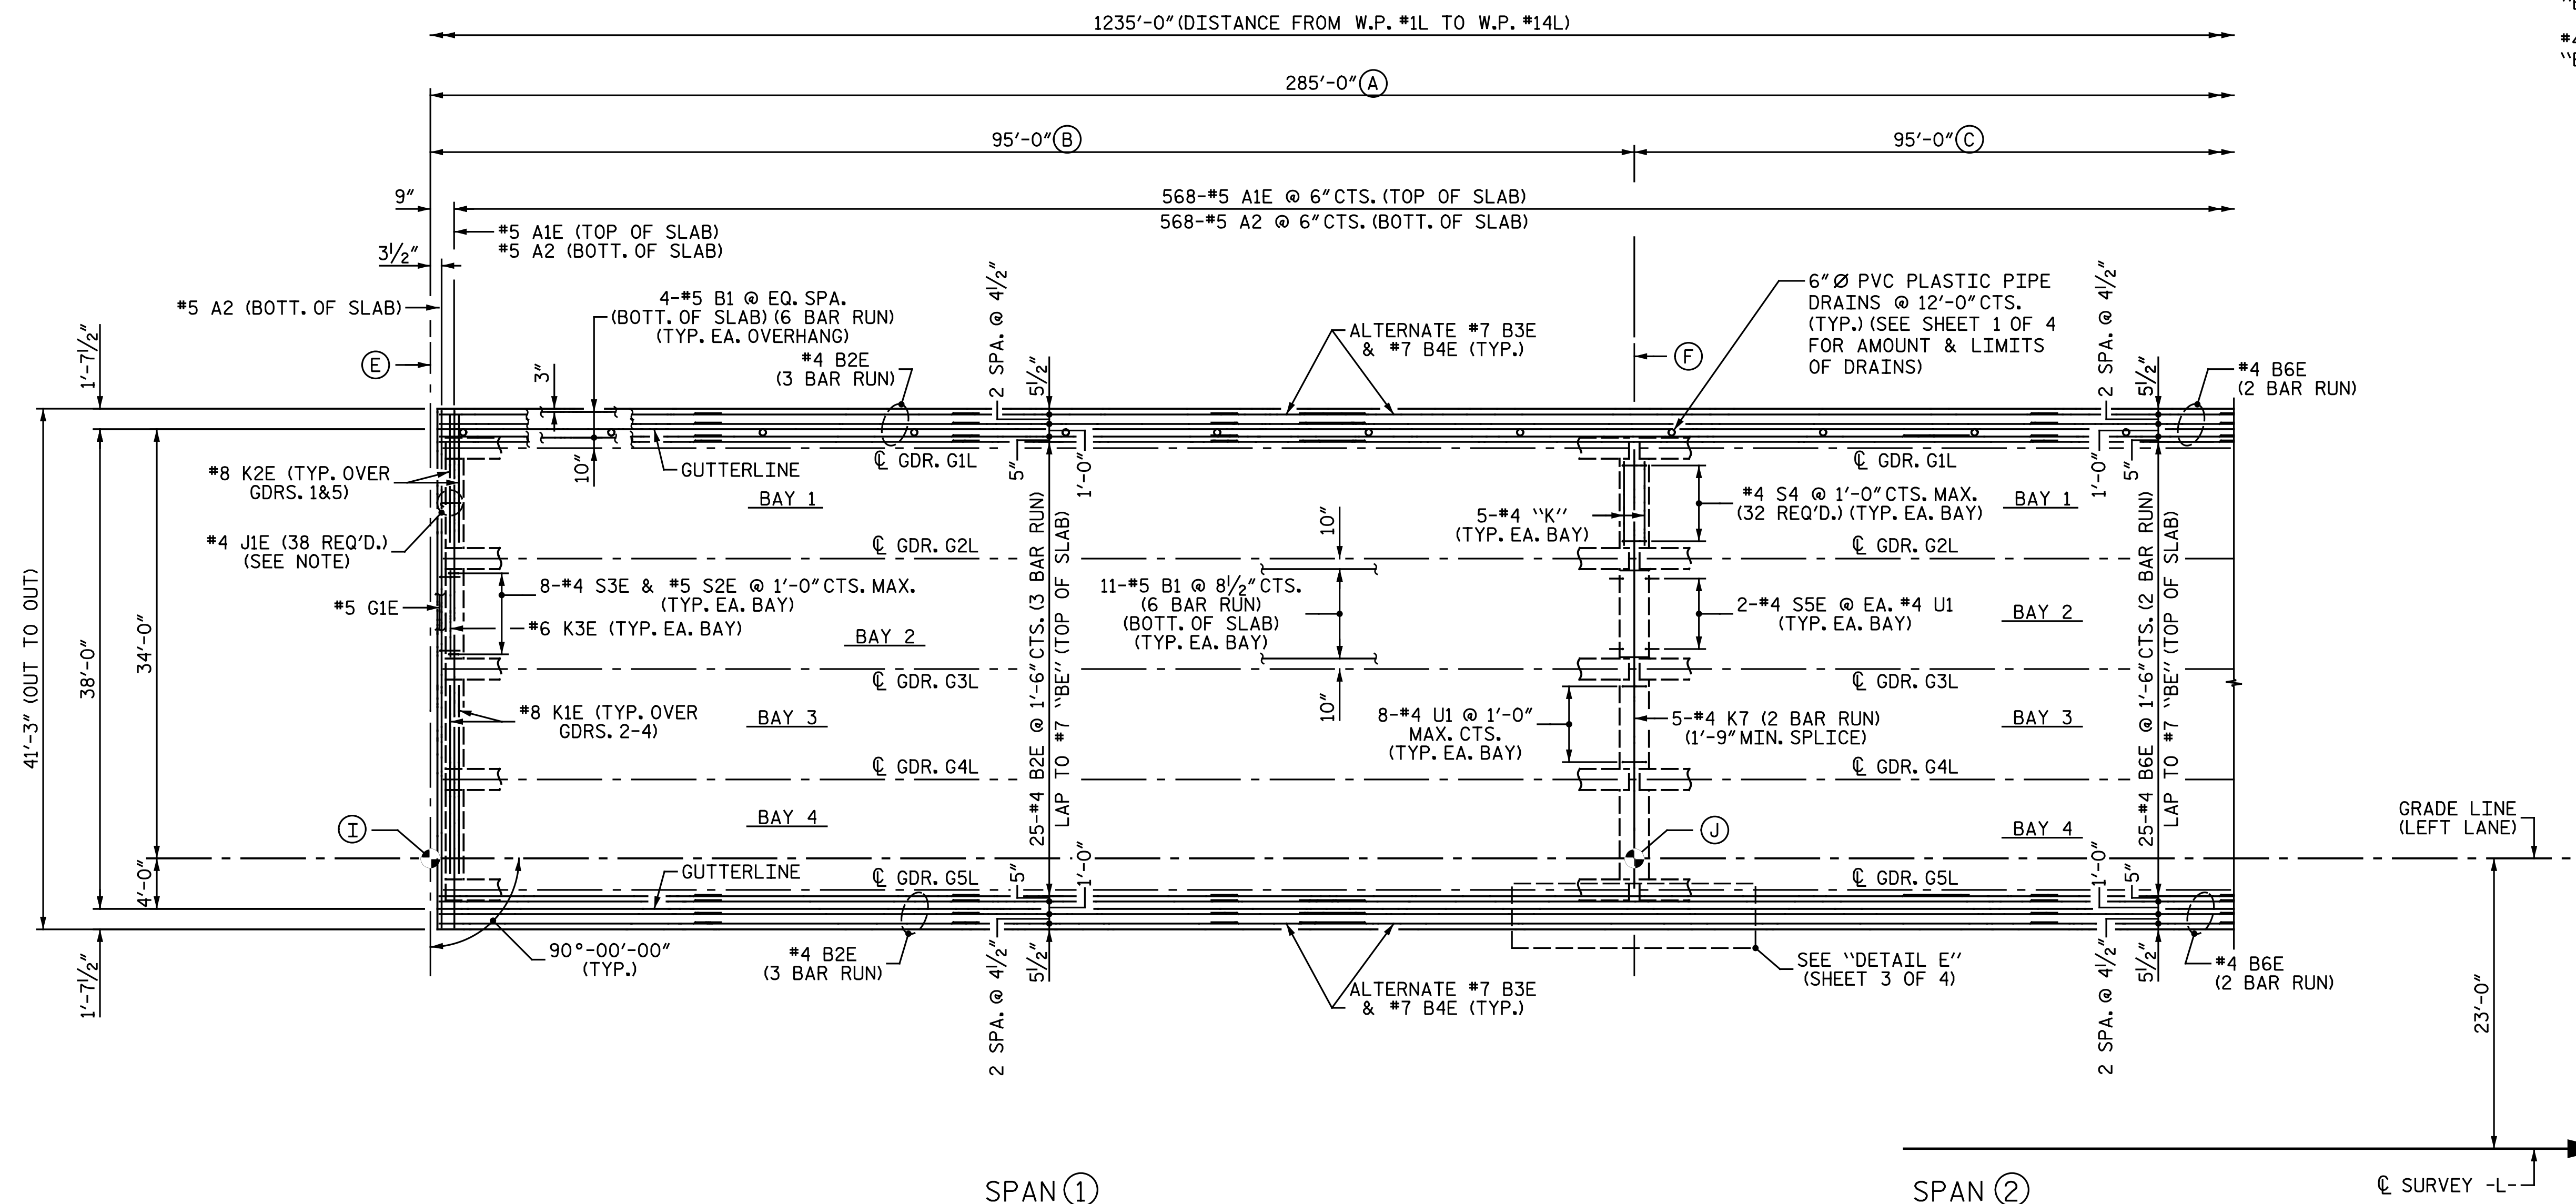 1235'-0" (DISTANCE FROM W.P. #1L TO W.P. #14L)
285'-0" A
95'-0" B
95'-0" C
9"
568-#5 A1E @ 6" CTS. (TOP OF SLAB)
568-#5 A2 @ 6" CTS. (BOTT. OF SLAB)
#5 A1E (TOP OF SLAB)
#5 A2 (BOTT. OF SLAB)
3½"
#5 A2 (BOTT. OF SLAB)
4-#5 B1 @ EQ. SPA.
(BOTT. OF SLAB) (6 BAR RUN)
(TYP. EA. OVERHANG)
#4 B2E
(3 BAR RUN)
2 SPA. @ 4½"
5½"
ALTERNATE #7 B3E
& #7 B4E (TYP.)
6" Ø PVC PLASTIC PIPE
DRAINS @ 12'-0" CTS.
(TYP.) (SEE SHEET 1 OF 4
FOR AMOUNT & LIMITS
OF DRAINS)
2 SPA. @ 4½"
5½"
#4 B6E
(2 BAR RUN)
E
F
1'-7½"
3"
10"
GUTTERLINE
℄ GDR. G1L
5"
1'-0"
℄ GDR. G1L
1'-0"
5"
#8 K2E (TYP. OVER
GDRS. 1&5)
BAY 1
5-#4 "K"
(TYP. EA. BAY)
#4 S4 @ 1'-0" CTS. MAX.
(32 REQ'D.) (TYP. EA. BAY)
BAY 1
#4 J1E (38 REQ'D.)
(SEE NOTE)
℄ GDR. G2L
10"
℄ GDR. G2L
8-#4 S3E & #5 S2E @ 1'-0" CTS. MAX.
(TYP. EA. BAY)
#5 G1E
#6 K3E (TYP. EA. BAY)
BAY 2
11-#5 B1 @ 8½" CTS.
(6 BAR RUN)
(BOTT. OF SLAB)
(TYP. EA. BAY)
2-#4 S5E @ EA. #4 U1
(TYP. EA. BAY)
BAY 2
25-#4 B2E @ 1'-6" CTS. (3 BAR RUN)
LAP TO #7 "BE" (TOP OF SLAB)
25-#4 B6E @ 1'-6" CTS. (2 BAR RUN)
LAP TO #7 "BE" (TOP OF SLAB)
41'-3" (OUT TO OUT)
38'-0"
34'-0"
℄ GDR. G3L
10"
℄ GDR. G3L
#8 K1E (TYP. OVER
GDRS. 2-4)
BAY 3
8-#4 U1 @ 1'-0"
MAX. CTS.
(TYP. EA. BAY)
5-#4 K7 (2 BAR RUN)
(1'-9" MIN. SPLICE)
BAY 3
℄ GDR. G4L
℄ GDR. G4L
BAY 4
BAY 4
I
J
GRADE LINE
(LEFT LANE)
4'-0"
GUTTERLINE
℄ GDR. G5L
5"
1'-0"
℄ GDR. G5L
1'-0"
5"
1'-7½"
90°-00'-00"
(TYP.)
#4 B2E
(3 BAR RUN)
2 SPA. @ 4½"
5½"
ALTERNATE #7 B3E
& #7 B4E (TYP.)
SEE "DETAIL E"
(SHEET 3 OF 4)
2 SPA. @ 4½"
5½"
#4 B6E
(2 BAR RUN)
23'-0"
SPAN 1
SPAN 2
℄ SURVEY -L-